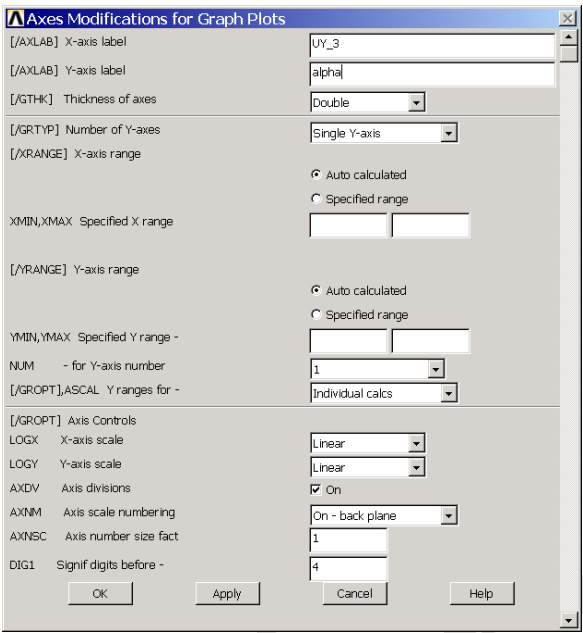 Axes Modifications for Graph Plots
[/AXLAB] X-axis label UY_3
[/AXLAB] Y-axis label alpha
[/GTHK] Thickness of axes Double
[/GRTYP] Number of Y-axes Single Y-axis
[/XRANGE] X-axis range
Auto calculated
Specified range
XMIN,XMAX Specified X range
[/YRANGE] Y-axis range
Auto calculated
Specified range
YMIN,YMAX Specified Y range -
NUM - for Y-axis number 1
[/GROPT],ASCAL Y ranges for - Individual calcs
[/GROPT] Axis Controls
LOGX X-axis scale Linear
LOGY Y-axis scale Linear
AXDV Axis divisions On
AXNM Axis scale numbering On - back plane
AXNSC Axis number size fact 1
DIG1 Signif digits before - 4
OK Apply Cancel Help